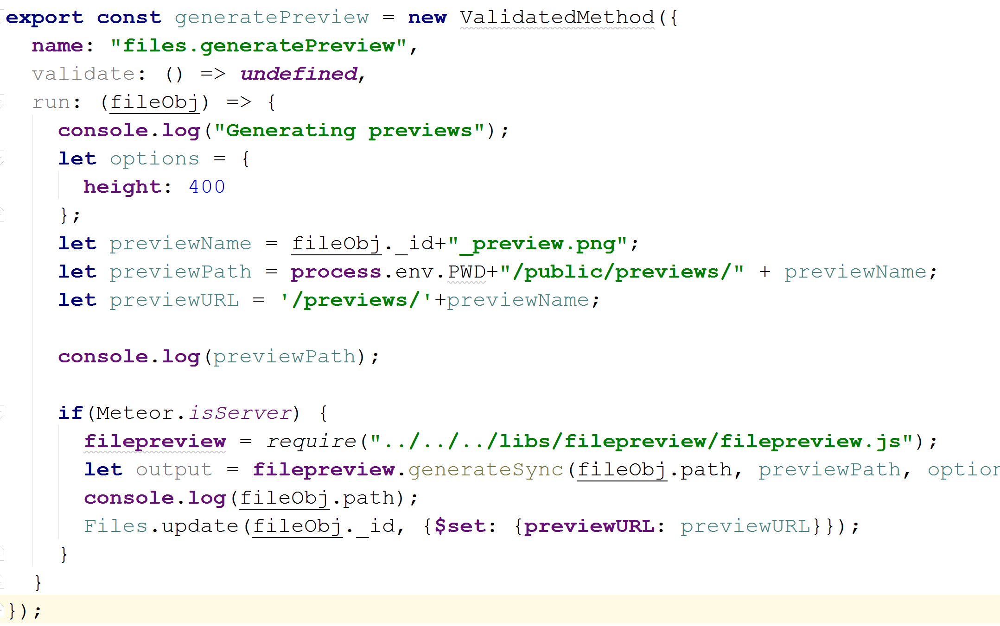 export const generatePreview = new ValidatedMethod({
  name: "files.generatePreview",
  validate: () => undefined,
  run: (fileObj) => {
    console.log("Generating previews");
    let options = {
      height: 400
    };
    let previewName = fileObj._id+"_preview.png";
    let previewPath = process.env.PWD+"/public/previews/" + previewName;
    let previewURL = '/previews/'+previewName;
    console.log(previewPath);
    if(Meteor.isServer) {
      filepreview = require("../../../libs/filepreview/filepreview.js");
      let output = filepreview.generateSync(fileObj.path, previewPath, option
      console.log(fileObj.path);
      Files.update(fileObj._id, {$set: {previewURL: previewURL}});
    }
  }
});